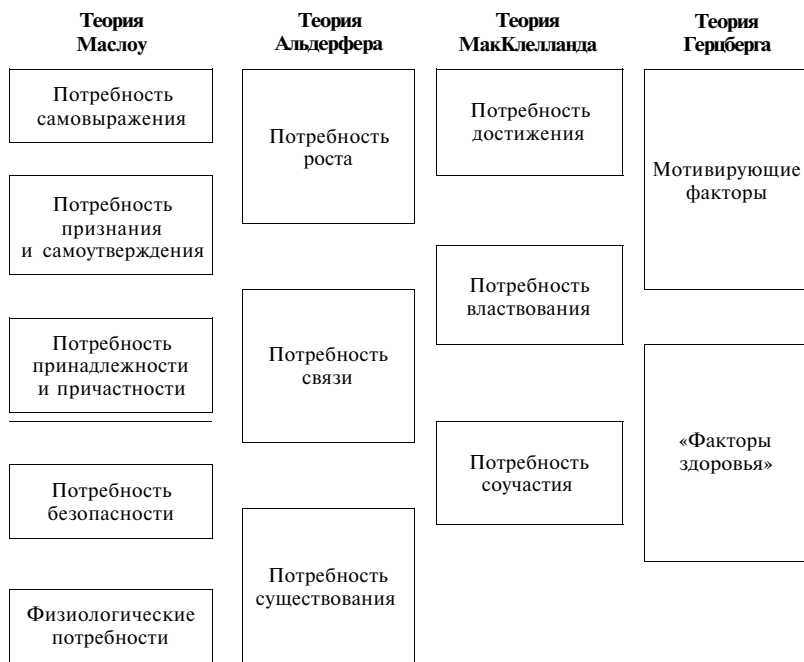 Теория
Маслоу
Потребность
самовыражения
Потребность
признания
и самоутверждения
Потребность
принадлежности
и причастности
Потребность
безопасности
Физиологические
потребности
Теория
Альдерфера
Потребность
роста
Потребность
связи
Потребность
существования
Теория
МакКлелланда
Потребность
достижения
Потребность
властвования
Потребность
соучастия
Теория
Герцберга
Мотивирующие
факторы
«Факторы
здоровья»